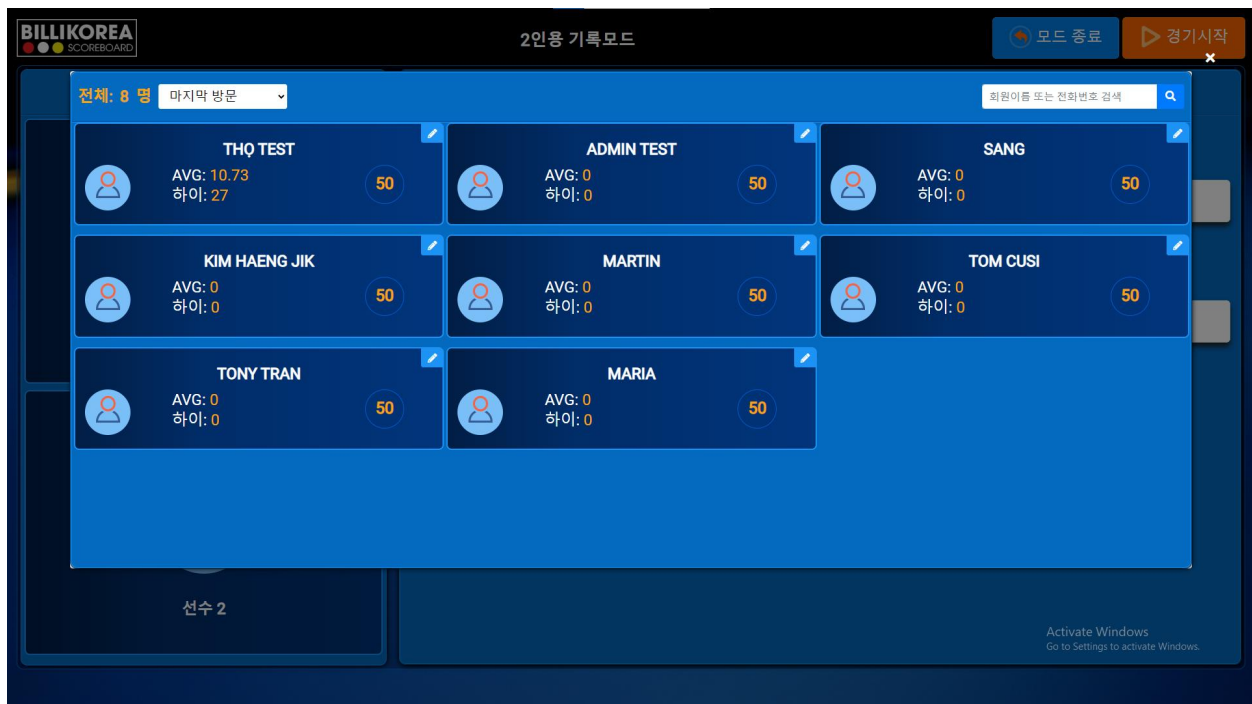 BILLIKOREA
SCOREBOARD
2인용 기록모드
모드 종료
경기시작
전체: 8 명
마지막 방문
회원이름 또는 전화번호 검색
THỌ TEST
AVG: 10.73
하이: 27
50
ADMIN TEST
AVG: 0
하이: 0
50
SANG
AVG: 0
하이: 0
50
KIM HAENG JIK
AVG: 0
하이: 0
50
MARTIN
AVG: 0
하이: 0
50
TOM CUSI
AVG: 0
하이: 0
50
TONY TRAN
AVG: 0
하이: 0
50
MARIA
AVG: 0
하이: 0
50
선수 2
Activate Windows
Go to Settings to activate Windows.